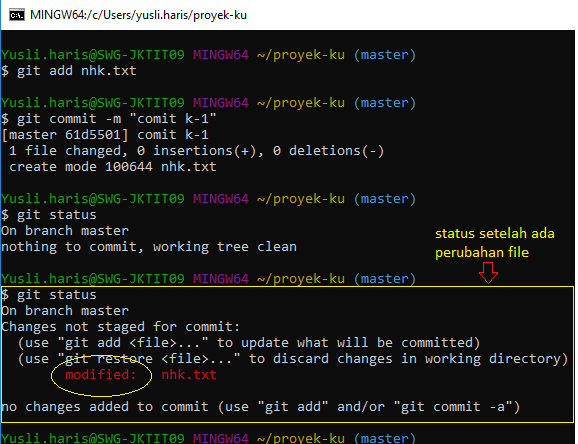 MINGW64:/c/Users/yusli.haris/proyek-ku
Yusli.haris@SWG-JKTIT09 MINGW64 ~/proyek-ku (master)
$ git add nhk.txt
Yusli.haris@SWG-JKTIT09 MINGW64 ~/proyek-ku (master)
$ git commit -m "comit k-1"
[master 61d5501] comit k-1
1 file changed, 0 insertions(+), 0 deletions(-)
create mode 100644 nhk.txt
Yusli.haris@SWG-JKTIT09 MINGW64 ~/proyek-ku (master)
$ git status
On branch master
nothing to commit, working tree clean
status setelah ada
perubahan file
Yusli.haris@SWG-JKTIT09 MINGW64 ~/proyek-ku (master)
$ git status
On branch master
Changes not staged for commit:
(use "git add <file>..." to update what will be committed)
(use "git restore <file>..." to discard changes in working directory)
modified: nhk.txt
no changes added to commit (use "git add" and/or "git commit -a")
Yusli.haris@SWG-JKTIT09 MINGW64 ~/proyek-ku (master)